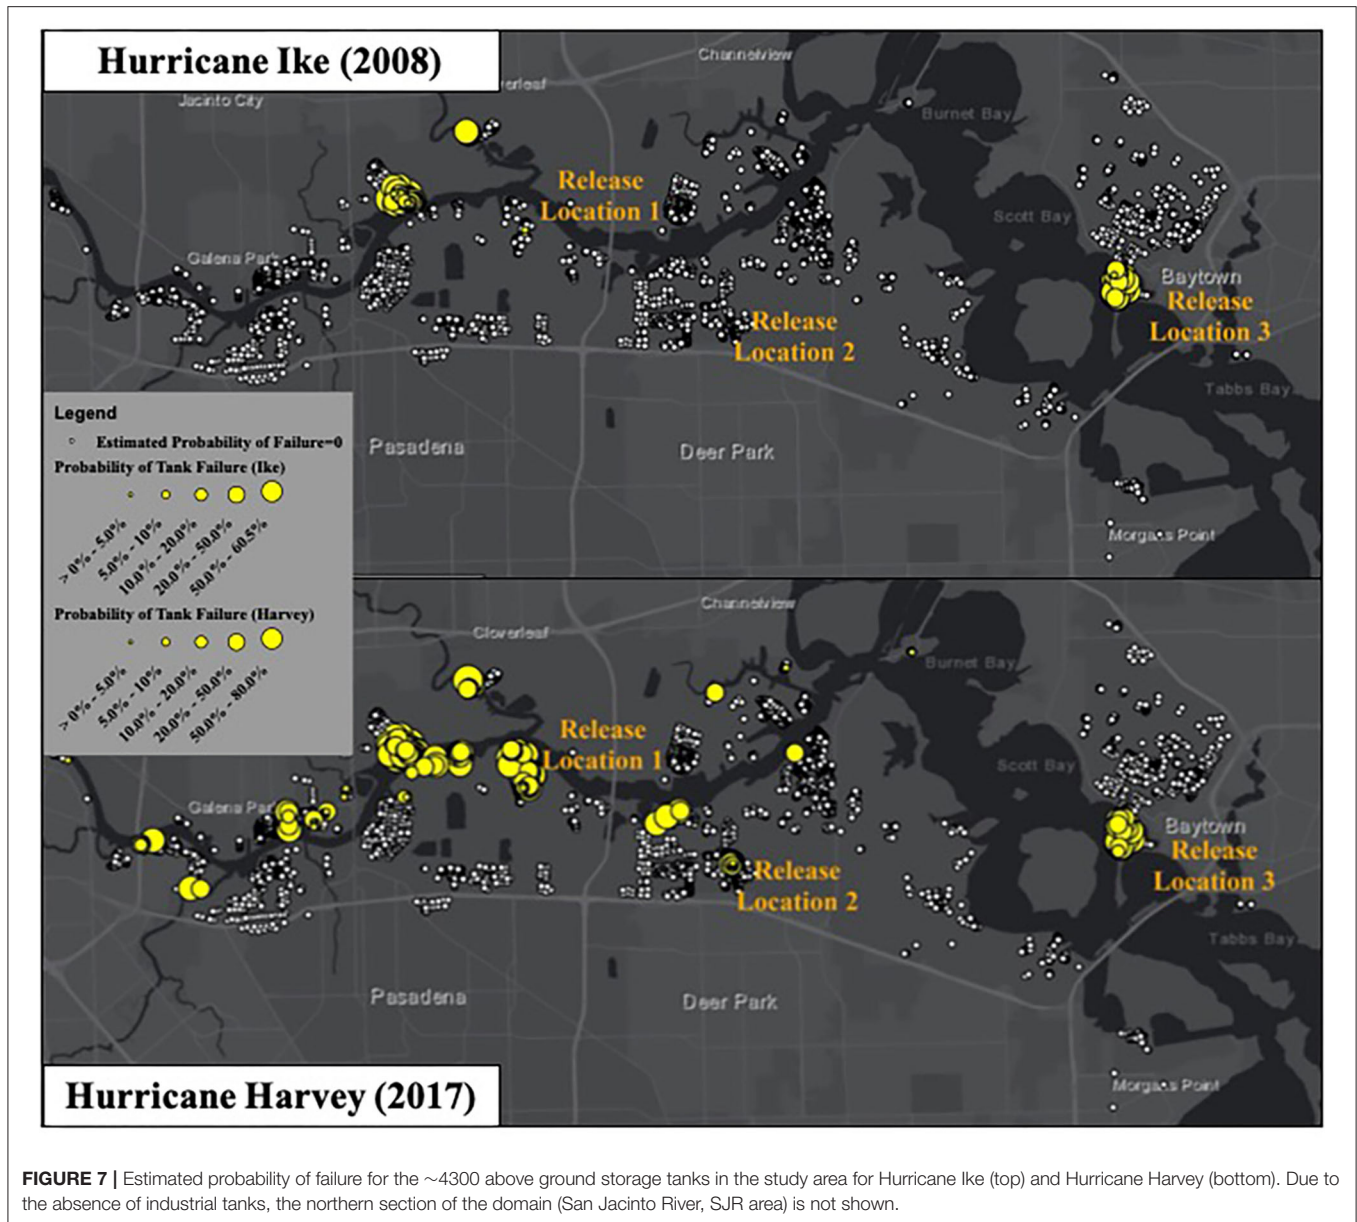 Hurricane Ike (2008)
Channelview
erleaf
Jacinto City
Burnet Bay
Release
Location 1
Scott Bay
Galena Park
Baytown
Release
Location 3
Release
Location 2
Tabbs Bay
Legend
Estimated Probability of Failure=0
Probability of Tank Failure (Ike)
> 0% - 5.0%
5.0% - 10%
10.0% - 20.0%
20.0% - 50.0%
50.0% - 60.5%
Probability of Tank Failure (Harvey)
> 0% - 5.0%
5.0% - 10%
10.0% - 20.0%
20.0% - 50.0%
50.0% - 80.0%
Pasadena
Deer Park
Morgans Point
Channelview
Cloverleaf
Burnet Bay
Release
Location 1
Scott Bay
Galena Park
Baytown
Release
Location 3
Release
Location 2
Tabbs Bay
Pasadena
Deer Park
Morgans Point
Hurricane Harvey (2017)
FIGURE 7 | Estimated probability of failure for the ∼4300 above ground storage tanks in the study area for Hurricane Ike (top) and Hurricane Harvey (bottom). Due to
the absence of industrial tanks, the northern section of the domain (San Jacinto River, SJR area) is not shown.